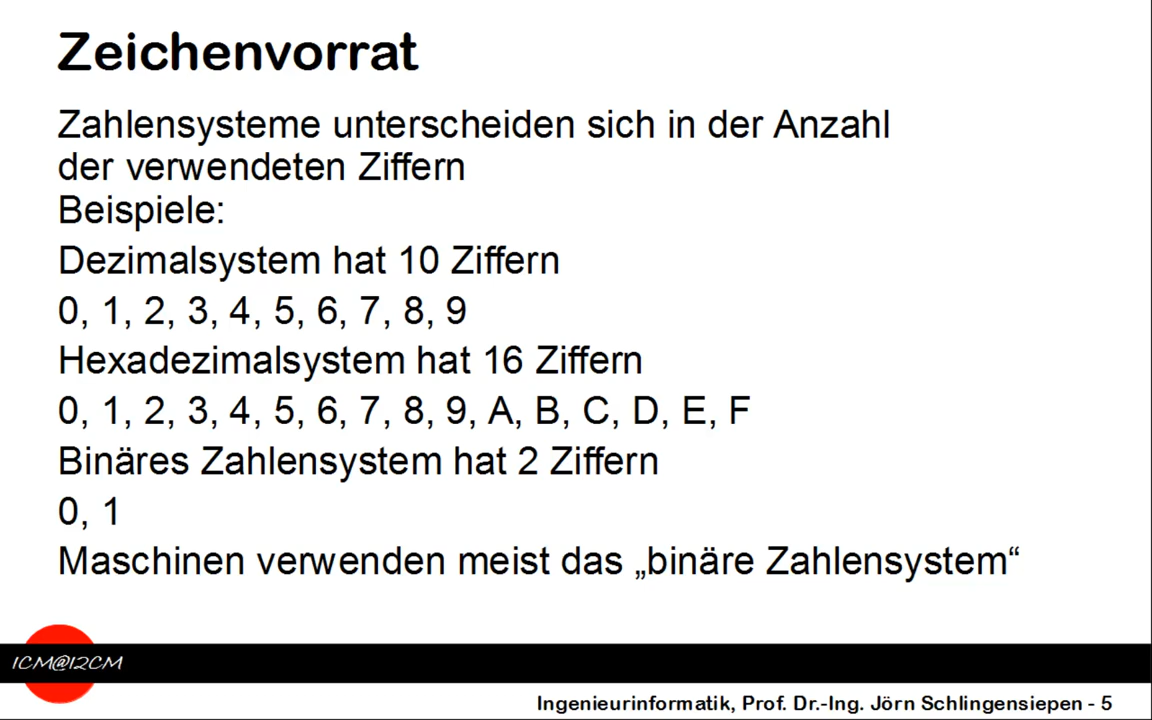 Zeichenvorrat
Zahlensysteme unterscheiden sich in der Anzahl
der verwendeten Ziffern
Beispiele:
Dezimalsystem hat 10 Ziffern
0, 1, 2, 3, 4, 5, 6, 7, 8, 9
Hexadezimalsystem hat 16 Ziffern
0, 1, 2, 3, 4, 5, 6, 7, 8, 9, A, B, C, D, E, F
Binäres Zahlensystem hat 2 Ziffern
0, 1
Maschinen verwenden meist das „binäre Zahlensystem“
1CM@12CM
Ingenieurinformatik, Prof. Dr.-Ing. Jörn Schlingensiepen - 5